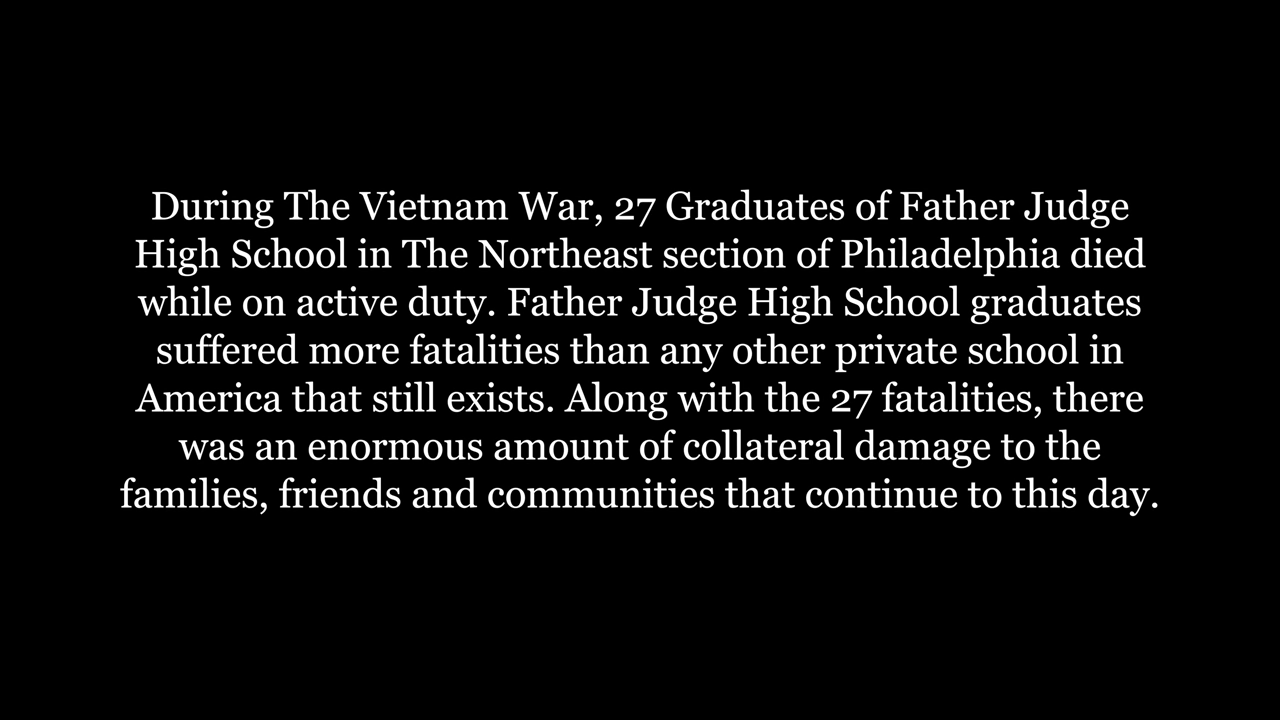 During The Vietnam War, 27 Graduates of Father Judge
High School in The Northeast section of Philadelphia died
while on active duty. Father Judge High School graduates
suffered more fatalities than any other private school in
America that still exists. Along with the 27 fatalities, there
was an enormous amount of collateral damage to the
families, friends and communities that continue to this day.